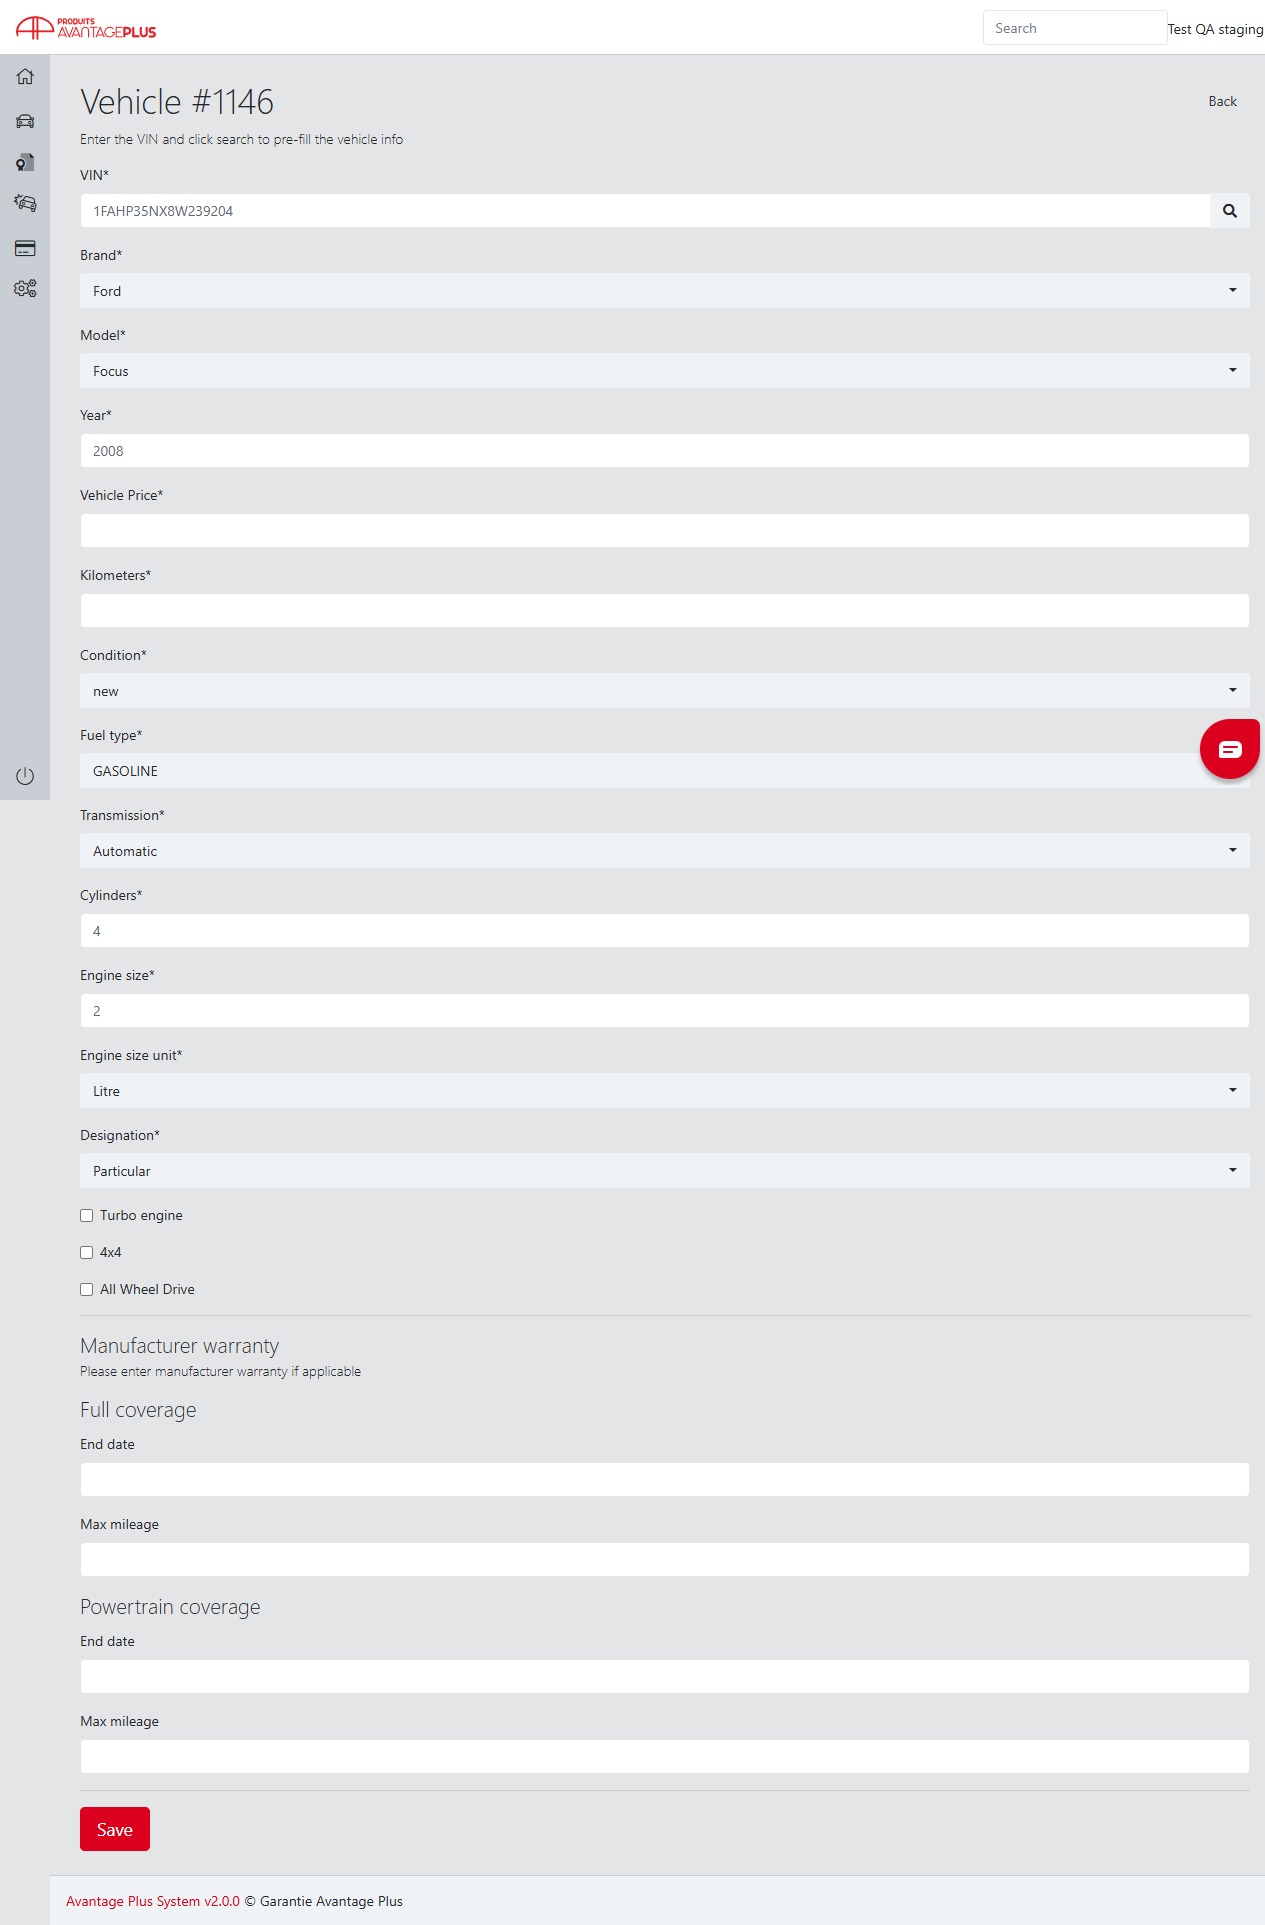 PRODUITS
AVANTAGEPLUS
Search
Test QA staging
Vehicle #1146
Back
Enter the VIN and click search to pre-fill the vehicle info
VIN*
1FAHP35NX8W239204
Brand*
Ford
Model*
Focus
Year*
2008
Vehicle Price*
Kilometers*
Condition*
new
Fuel type*
GASOLINE
Transmission*
Automatic
Cylinders*
4
Engine size*
2
Engine size unit*
Litre
Designation*
Particular
Turbo engine
4x4
All Wheel Drive
Manufacturer warranty
Please enter manufacturer warranty if applicable
Full coverage
End date
Max mileage
Powertrain coverage
End date
Max mileage
Save
Avantage Plus System v2.0.0 © Garantie Avantage Plus